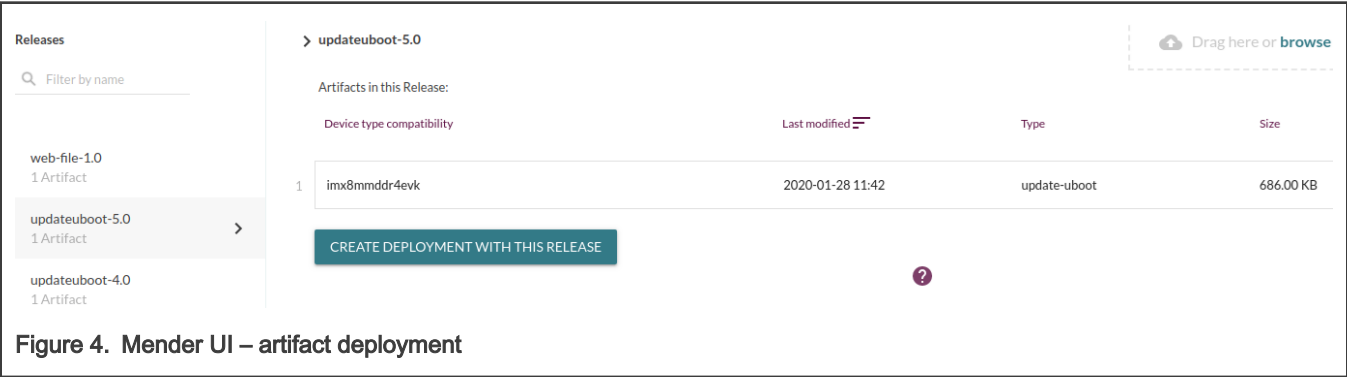 Releases
Filter by name
web-file-1.0
1 Artifact
updateuboot-5.0
1 Artifact
updateuboot-4.0
1 Artifact
updateuboot-5.0
Drag here or browse
Artifacts in this Release:
Device type compatibility Last modified Type Size
1 imx8mmddr4evk 2020-01-28 11:42 update-uboot 686.00 KB
CREATE DEPLOYMENT WITH THIS RELEASE
?
Figure 4. Mender UI – artifact deployment